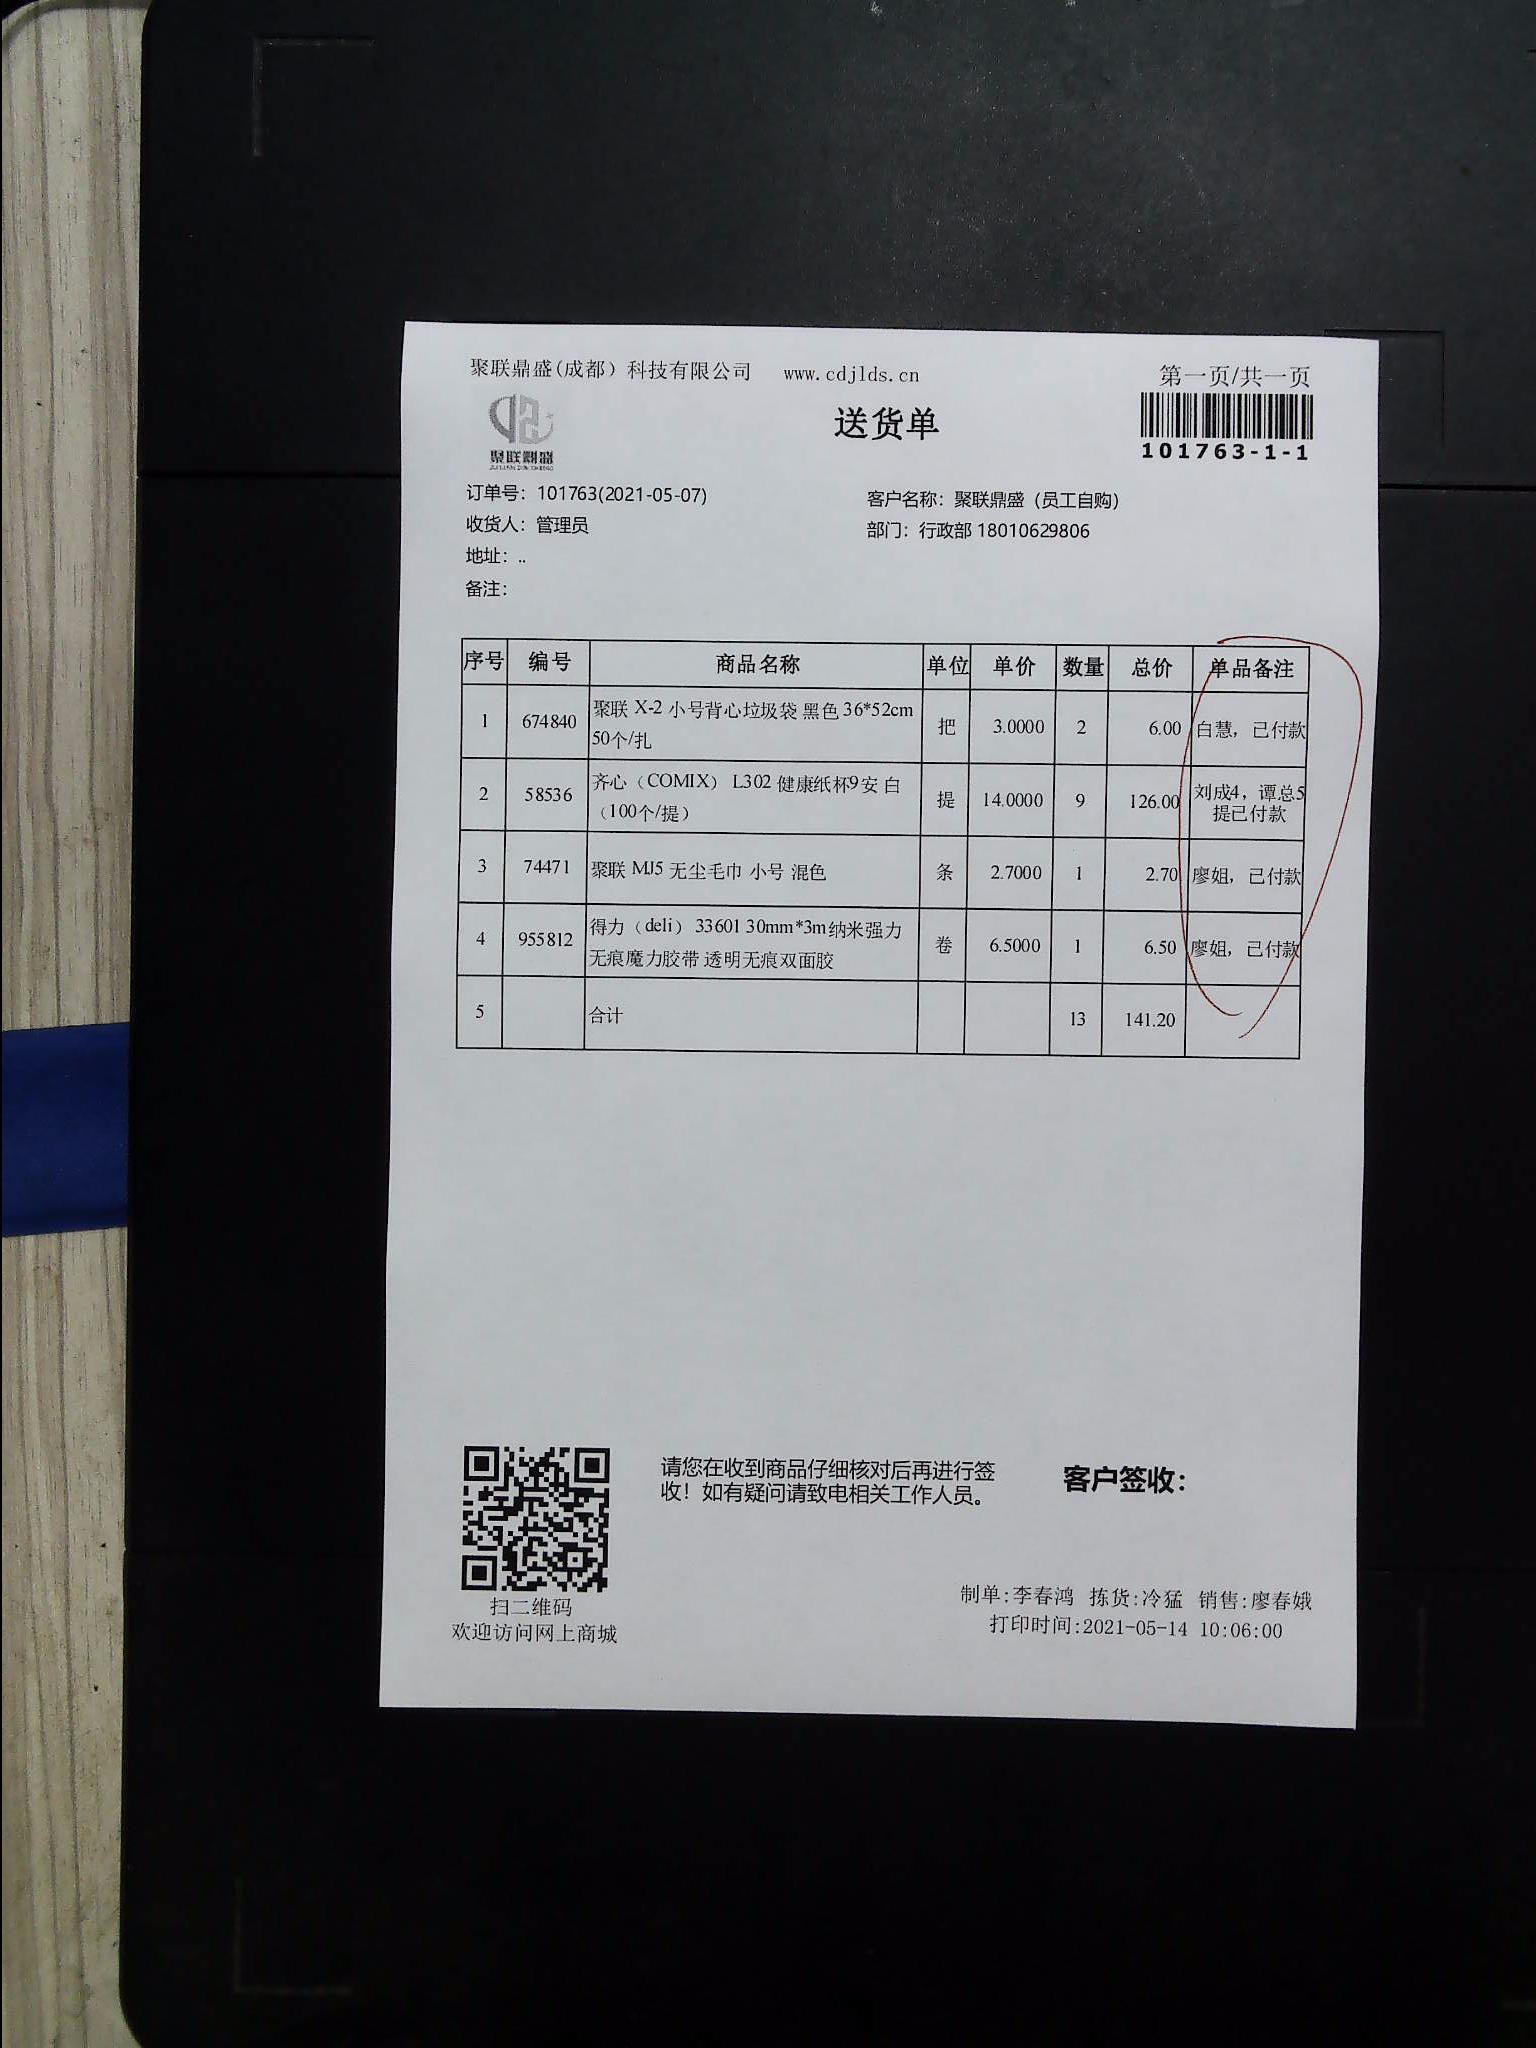 聚联鼎盛(成都）科技有限公司 www.cdjlds.cn
第一页/共一页
送货单
聚联鼎盛
101763-1-1
订单号：101763(2021-05-07)
客户名称：聚联鼎盛（员工自购）
收货人：管理员
部门：行政部 18010629806
地址：..
备注：
序号 编号 商品名称 单位 单价 数量 总价 单品备注
1 674840 聚联 X-2 小号背心垃圾袋 黑色 36*52cm 50个/扎 把 3.0000 2 6.00 白慧，已付款
2 58536 齐心（COMIX） L302 健康纸杯9安 白（100个/提） 提 14.0000 9 126.00 刘成4，谭总5提已付款
3 74471 聚联 MJ5 无尘毛巾 小号 混色 条 2.7000 1 2.70 廖姐，已付款
4 955812 得力（deli） 33601 30mm*3m纳米强力无痕魔力胶带 透明无痕双面胶 卷 6.5000 1 6.50 廖姐，已付款
5 合计 13 141.20
请您在收到商品仔细核对后再进行签
收！如有疑问请致电相关工作人员。
客户签收：
扫二维码
欢迎访问网上商城
制单:李春鸿 拣货:冷猛 销售:廖春娥
打印时间:2021-05-14 10:06:00